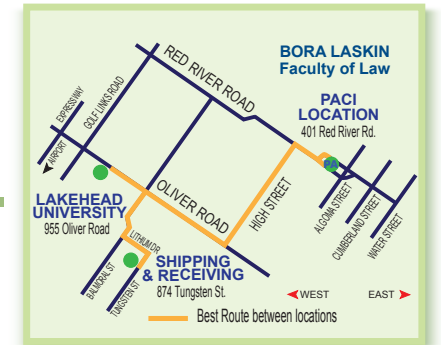 BORA LASKIN
Faculty of Law
RED RIVER ROAD
PACI
LOCATION
401 Red River Rd.
EXPRESSWAY
GOLF LINKS ROAD
AIRPORT
PA
LAKEHEAD
UNIVERSITY
955 Oliver Road
OLIVER ROAD
HIGH STREET
ALGOMA STREET
CUMBERLAND STREET
WATER STREET
LITHIUM DR
BALMORAL ST
TUNGSTEN ST
SHIPPING
& RECEIVING
874 Tungsten St.
WEST
EAST
Best Route between locations